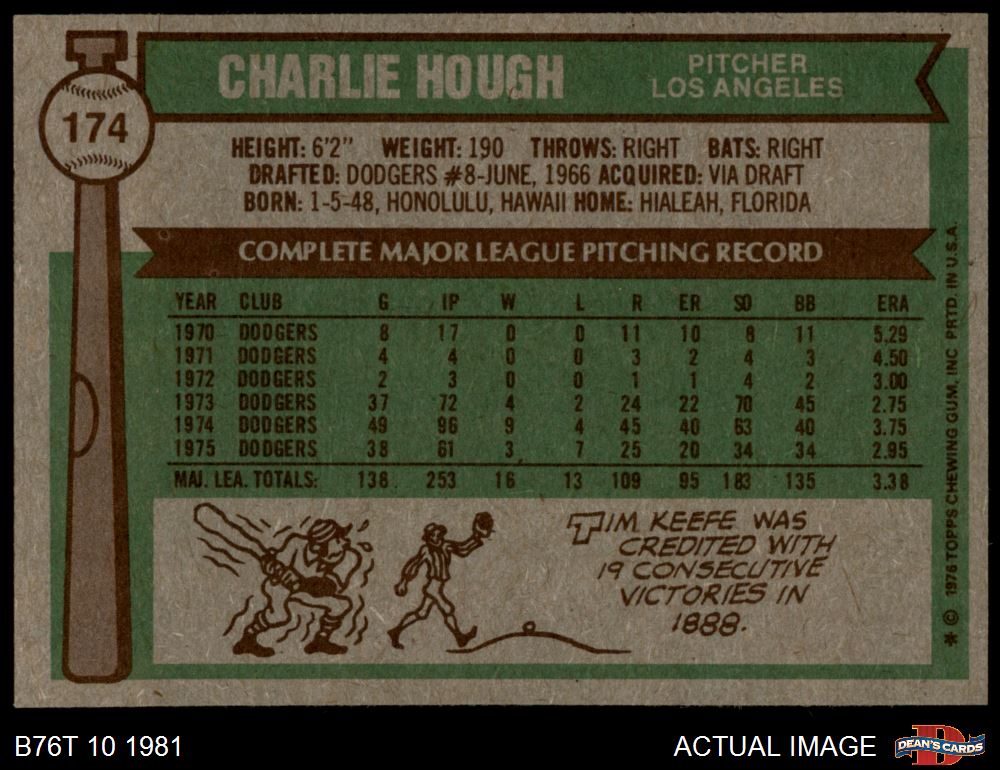 CHARLIE HOUGH
PITCHER
LOS ANGELES
174
HEIGHT: 6'2" WEIGHT: 190 THROWS: RIGHT BATS: RIGHT
DRAFTED: DODGERS #8-JUNE, 1966 ACQUIRED: VIA DRAFT
BORN: 1-5-48, HONOLULU, HAWAII HOME: HIALEAH, FLORIDA
COMPLETE MAJOR LEAGUE PITCHING RECORD
YEAR CLUB G IP W L R ER SO BB ERA
1970 DODGERS 8 17 0 0 11 10 8 11 5.29
1971 DODGERS 4 4 0 0 3 2 4 3 4.50
1972 DODGERS 2 3 0 0 1 1 4 2 3.00
1973 DODGERS 37 72 4 2 24 22 70 45 2.75
1974 DODGERS 49 96 9 4 45 40 63 40 3.75
1975 DODGERS 38 61 3 7 25 20 34 34 2.95
MAJ. LEA. TOTALS: 138 253 16 13 109 95 183 135 3.38
TIM KEEFE WAS
CREDITED WITH
19 CONSECUTIVE
VICTORIES IN
1888.
* © 1976 TOPPS CHEWING GUM, INC PRTD. IN U.S.A.
B76T 10 1981
ACTUAL IMAGE
D
DEAN'S CARDS